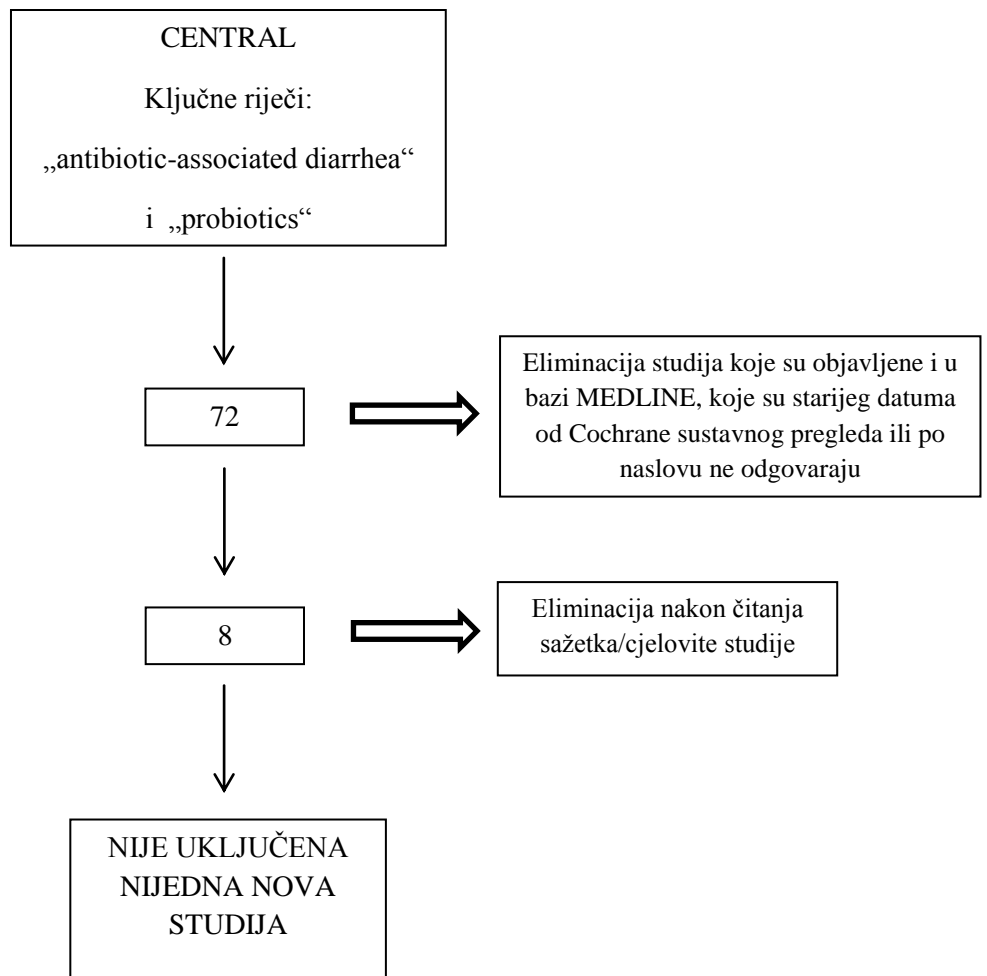 CENTRAL
Ključne riječi:
„antibiotic-associated diarrhea“
i „probiotics“
72
Eliminacija studija koje su objavljene i u
bazi MEDLINE, koje su starijeg datuma
od Cochrane sustavnog pregleda ili po
naslovu ne odgovaraju
8
Eliminacija nakon čitanja
sažetka/cjelovite studije
NIJE UKLJUČENA
NIJEDNA NOVA
STUDIJA